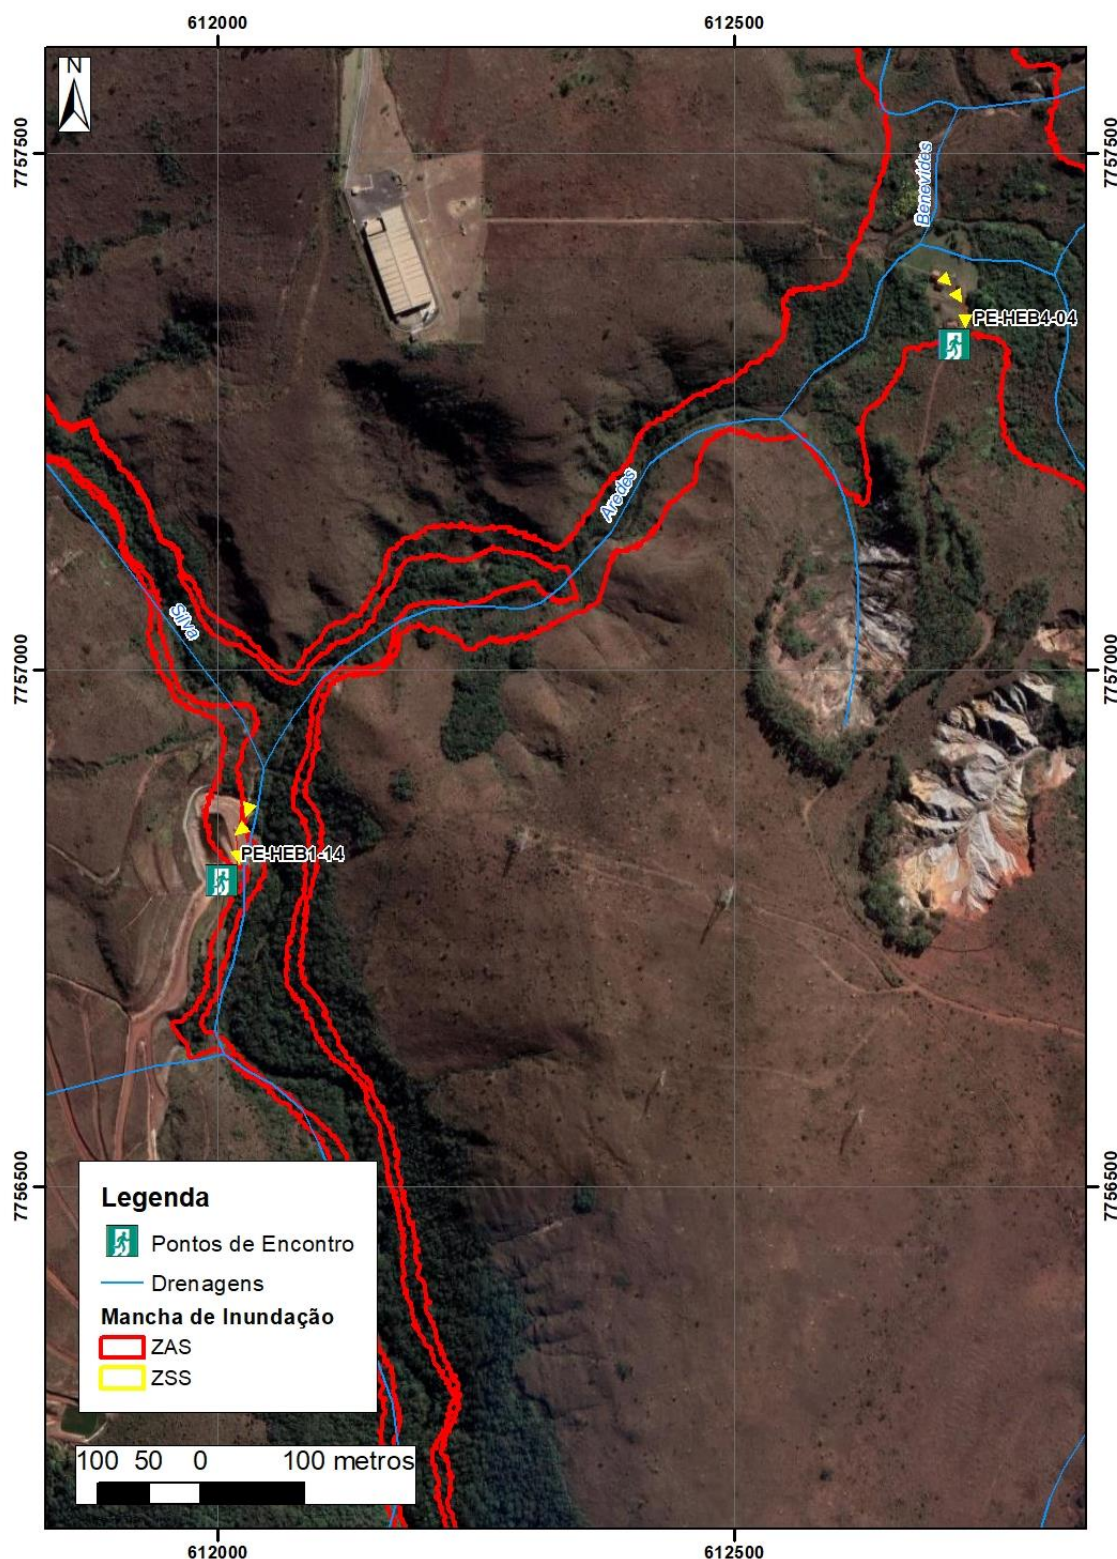 612000
612500
N
7757500
7757500
Benevides
PE-HEB4-04
Aredes
Silva
7757000
7757000
PE-HEB1-14
7756500
7756500
Legenda
Pontos de Encontro
Drenagens
Mancha de Inundação
ZAS
ZSS
100 50 0 100 metros
612000
612500